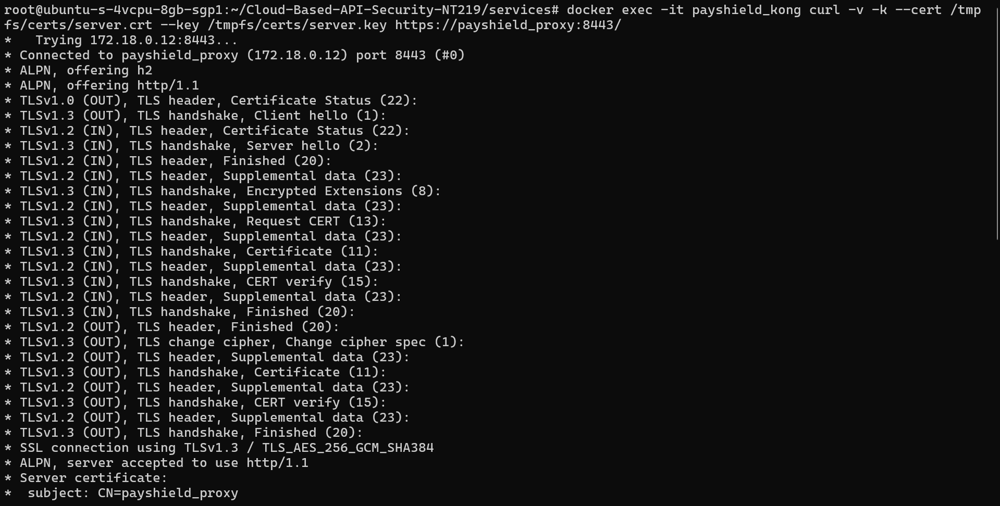 root@ubuntu-s-4vcpu-8gb-sgp1:~/Cloud-Based-API-Security-NT219/services# docker exec -it payshield_kong curl -v -k --cert /tmp
fs/certs/server.crt --key /tmpfs/certs/server.key https://payshield_proxy:8443/
*   Trying 172.18.0.12:8443...
* Connected to payshield_proxy (172.18.0.12) port 8443 (#0)
* ALPN, offering h2
* ALPN, offering http/1.1
* TLSv1.0 (OUT), TLS header, Certificate Status (22):
* TLSv1.3 (OUT), TLS handshake, Client hello (1):
* TLSv1.2 (IN), TLS header, Certificate Status (22):
* TLSv1.3 (IN), TLS handshake, Server hello (2):
* TLSv1.2 (IN), TLS header, Finished (20):
* TLSv1.2 (IN), TLS header, Supplemental data (23):
* TLSv1.3 (IN), TLS handshake, Encrypted Extensions (8):
* TLSv1.2 (IN), TLS header, Supplemental data (23):
* TLSv1.3 (IN), TLS handshake, Request CERT (13):
* TLSv1.2 (IN), TLS header, Supplemental data (23):
* TLSv1.3 (IN), TLS handshake, Certificate (11):
* TLSv1.2 (IN), TLS header, Supplemental data (23):
* TLSv1.3 (IN), TLS handshake, CERT verify (15):
* TLSv1.2 (IN), TLS header, Supplemental data (23):
* TLSv1.3 (IN), TLS handshake, Finished (20):
* TLSv1.2 (OUT), TLS header, Finished (20):
* TLSv1.3 (OUT), TLS change cipher, Change cipher spec (1):
* TLSv1.2 (OUT), TLS header, Supplemental data (23):
* TLSv1.3 (OUT), TLS handshake, Certificate (11):
* TLSv1.2 (OUT), TLS header, Supplemental data (23):
* TLSv1.3 (OUT), TLS handshake, CERT verify (15):
* TLSv1.2 (OUT), TLS header, Supplemental data (23):
* TLSv1.3 (OUT), TLS handshake, Finished (20):
* SSL connection using TLSv1.3 / TLS_AES_256_GCM_SHA384
* ALPN, server accepted to use http/1.1
* Server certificate:
*  subject: CN=payshield_proxy